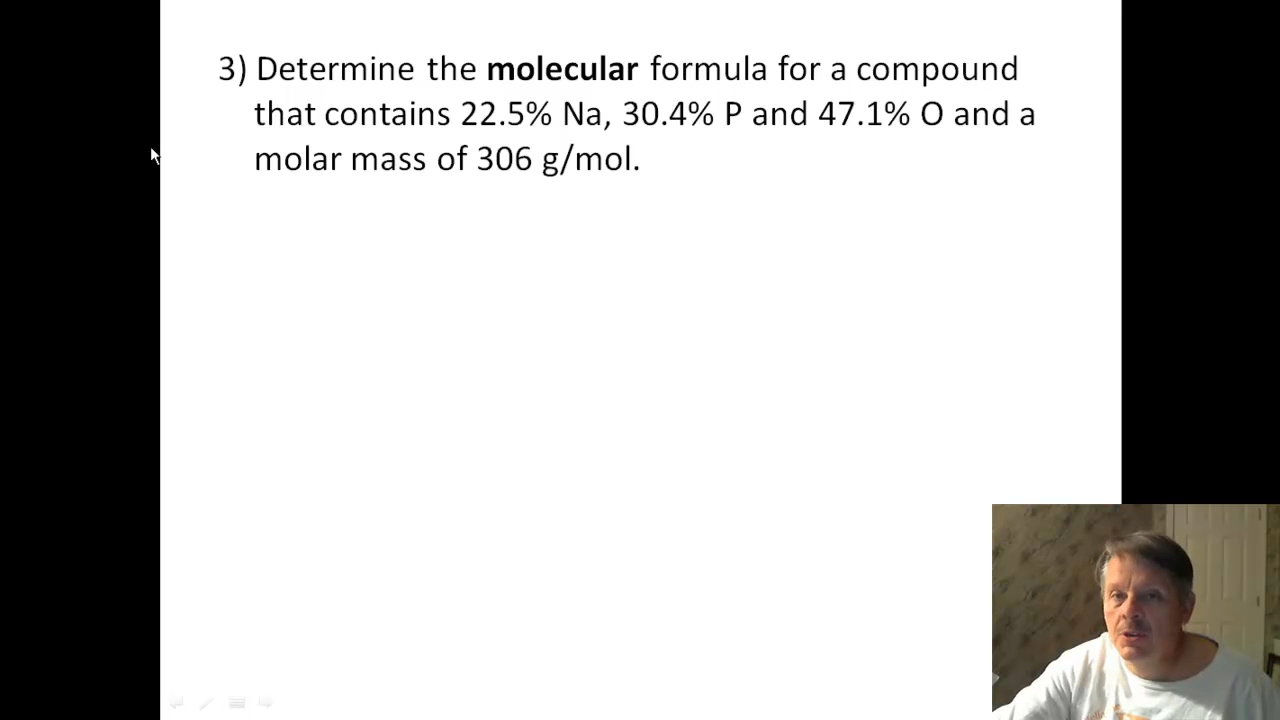 3) Determine the molecular formula for a compound
that contains 22.5% Na, 30.4% P and 47.1% O and a
molar mass of 306 g/mol.